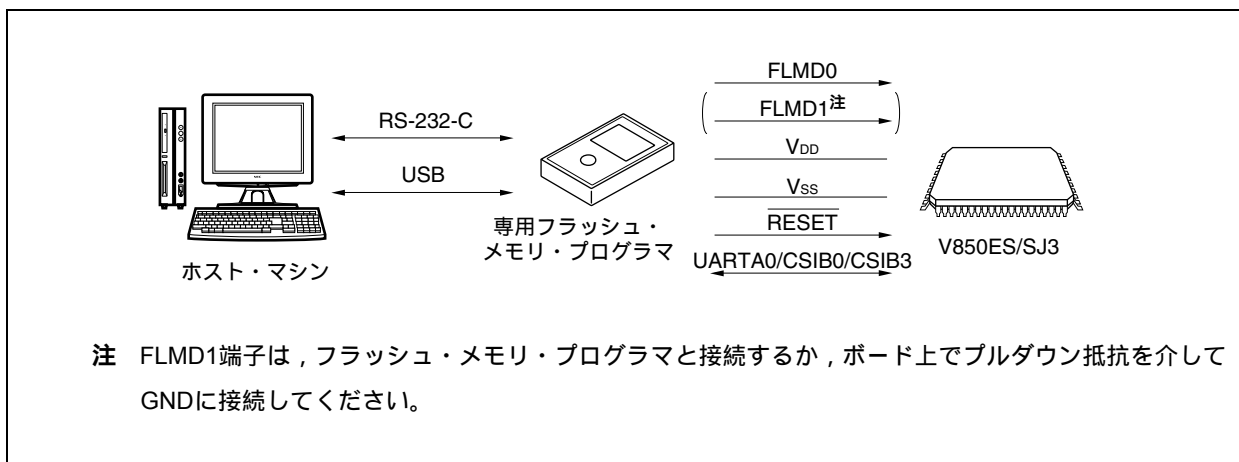 FLMD0
FLMD1注
RS-232-C
VDD
USB
VSS
RESET
専用フラッシュ・
メモリ・プログラマ
V850ES/SJ3
ホスト・マシン
UARTA0/CSIB0/CSIB3
注 FLMD1端子は，フラッシュ・メモリ・プログラマと接続するか，ボード上でプルダウン抵抗を介して
GNDに接続してください。